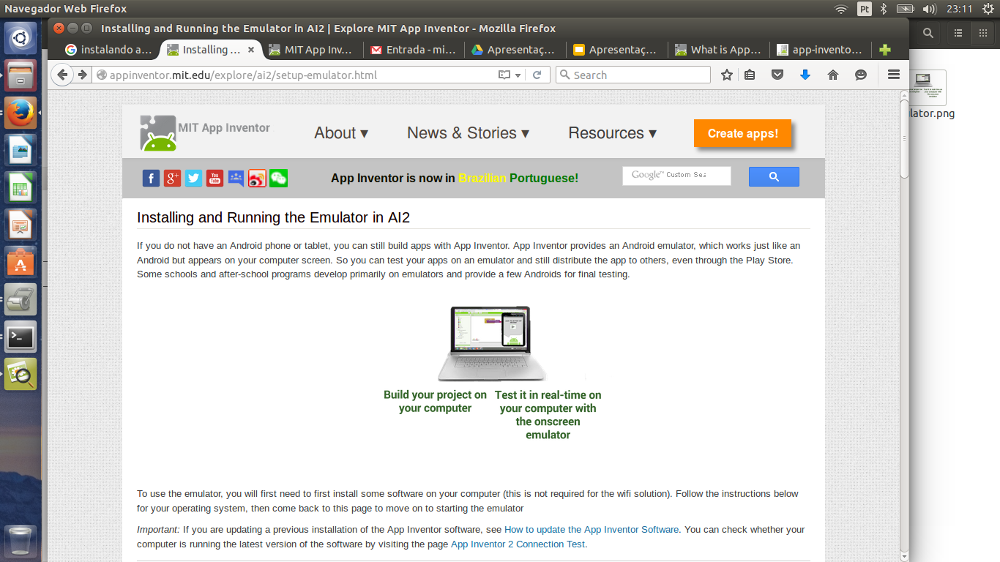 Navegador Web Firefox
Pt
23:11
Installing and Running the Emulator in AI2 | Explore MIT App Inventor - Mozilla Firefox
instalando a...
Installing ...
MIT App Inv...
Entrada - mi...
Apresentaç...
Apresentaç...
What is App...
app-invento...
appinventor.mit.edu/explore/ai2/setup-emulator.html
Search
lator.png
MIT App Inventor
About ▾
News & Stories ▾
Resources ▾
Create apps!
App Inventor is now in Brazilian Portuguese!
Google™ Custom Sea
Installing and Running the Emulator in AI2
If you do not have an Android phone or tablet, you can still build apps with App Inventor. App Inventor provides an Android emulator, which works just like an
Android but appears on your computer screen. So you can test your apps on an emulator and still distribute the app to others, even through the Play Store.
Some schools and after-school programs develop primarily on emulators and provide a few Androids for final testing.
Build your project on
your computer
Test it in real-time on
your computer with
the onscreen
emulator
To use the emulator, you will first need to first install some software on your computer (this is not required for the wifi solution). Follow the instructions below
for your operating system, then come back to this page to move on to starting the emulator
Important: If you are updating a previous installation of the App Inventor software, see How to update the App Inventor Software. You can check whether your
computer is running the latest version of the software by visiting the page App Inventor 2 Connection Test.